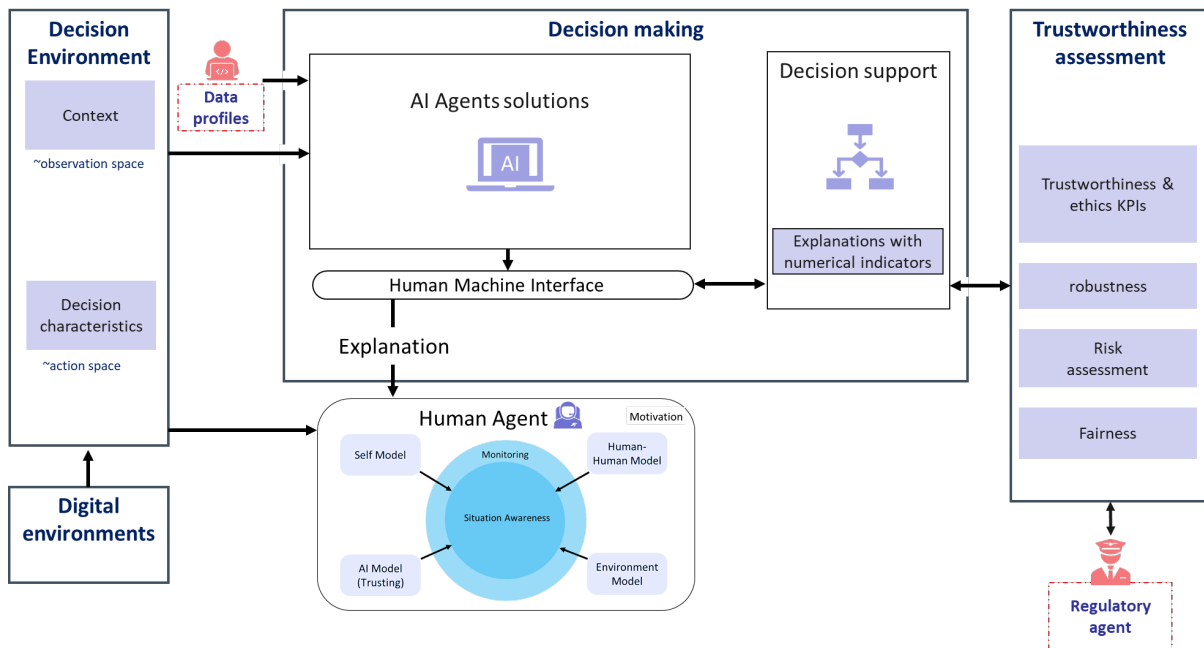 Decision
Environment
Context
~observation space
Decision
characteristics
~action space
Digital
environments
Data
profiles
Decision making
AI Agents solutions
AI
Human Machine Interface
Explanation
Decision support
Explanations with
numerical indicators
Human Agent
Motivation
Self Model
Monitoring
Human-
Human Model
Situation Awareness
AI Model
(Trusting)
Environment
Model
Trustworthiness
assessment
Trustworthiness &
ethics KPIs
robustness
Risk
assessment
Fairness
Regulatory
agent